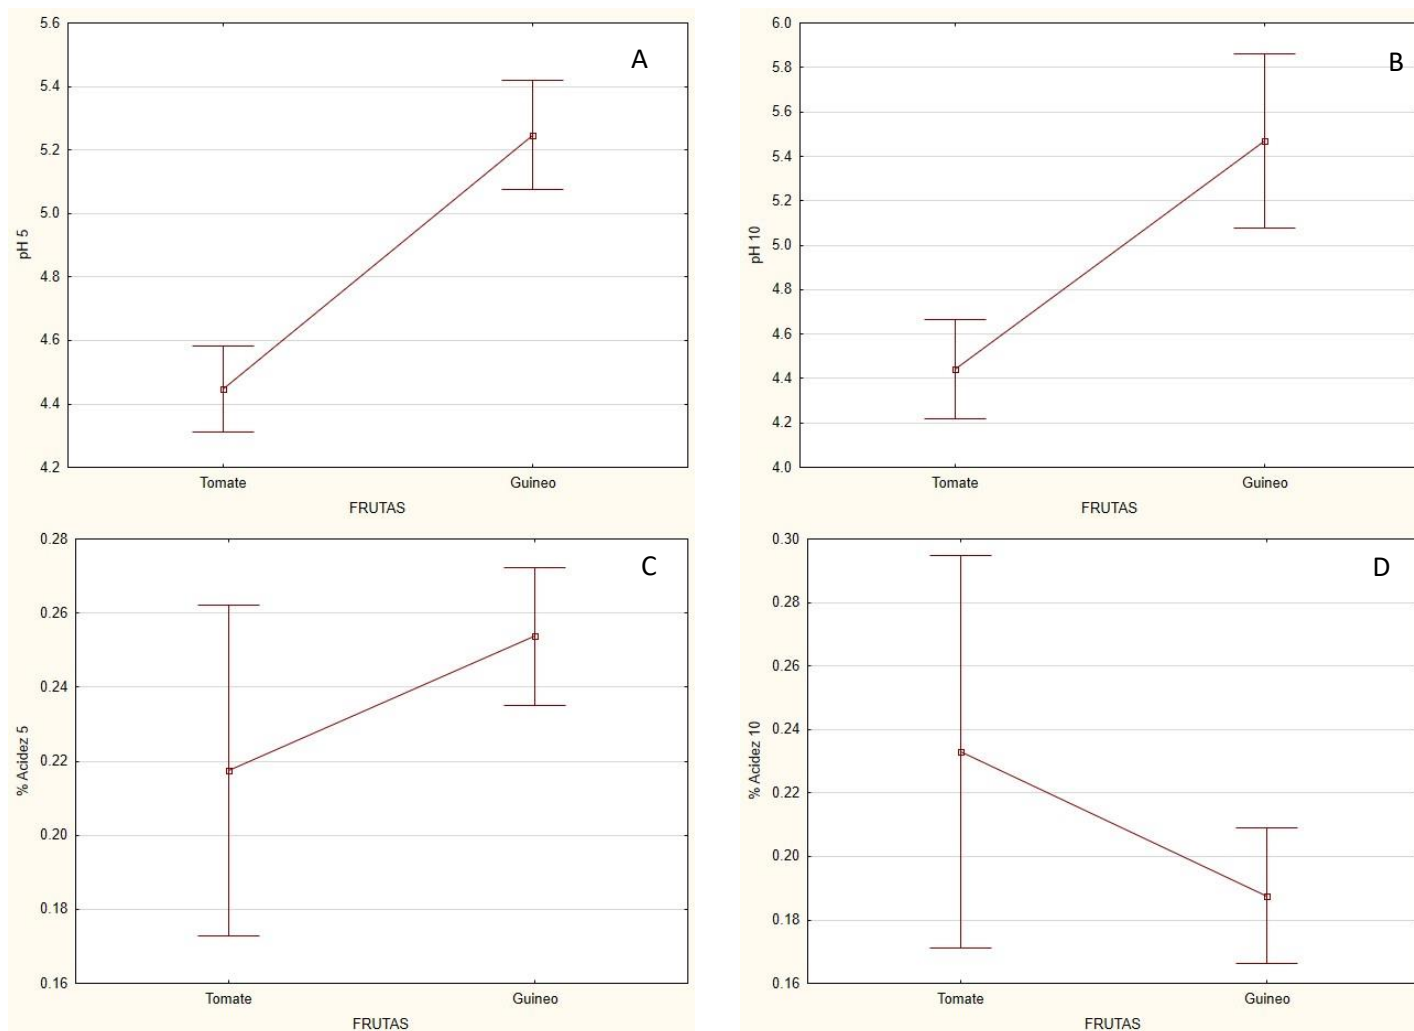 A
5.6
5.4
5.2
5.0
4.8
4.6
4.4
4.2
pH 5
Tomate Guineo
FRUTAS
B
6.0
5.8
5.6
5.4
5.2
5.0
4.8
4.6
4.4
4.2
4.0
pH 10
Tomate Guineo
FRUTAS
C
0.28
0.26
0.24
0.22
0.20
0.18
0.16
% Acidez 5
Tomate Guineo
FRUTAS
D
0.30
0.28
0.26
0.24
0.22
0.20
0.18
0.16
% Acidez 10
Tomate Guineo
FRUTAS